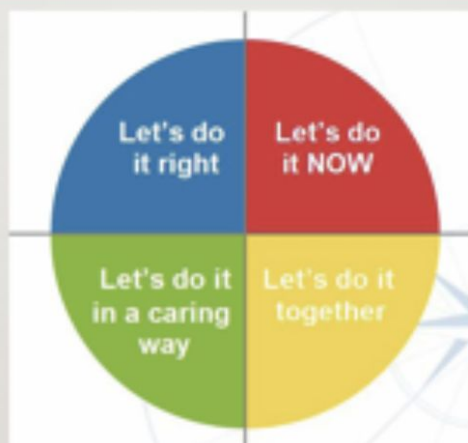 Let's do
it right
Let's do
it NOW
Let's do it
in a caring
way
Let's do it
together